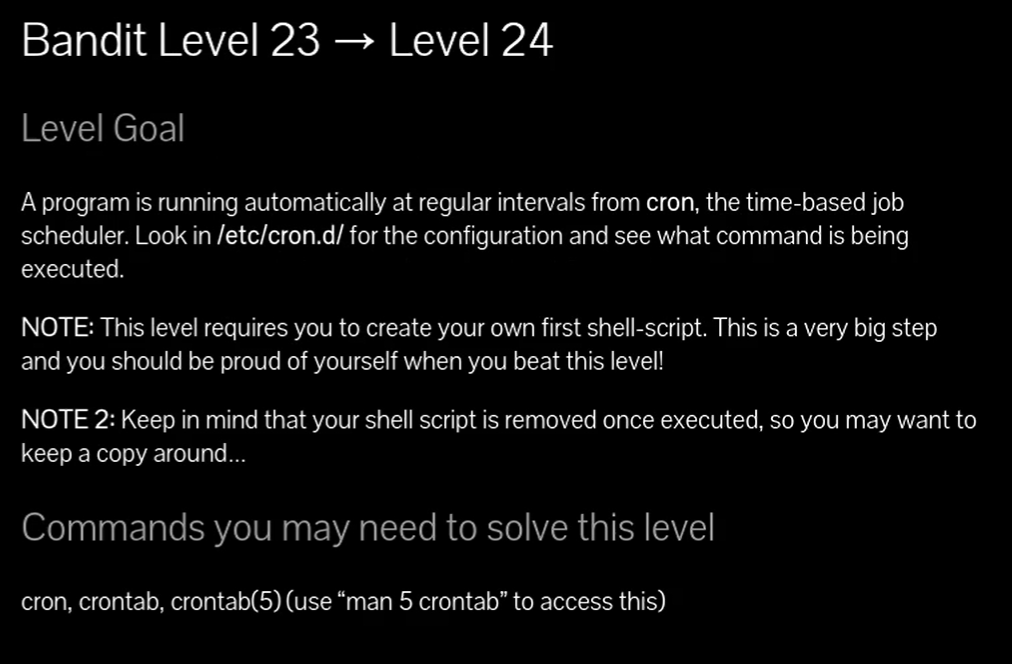 Bandit Level 23 → Level 24
Level Goal
A program is running automatically at regular intervals from cron, the time-based job
scheduler. Look in /etc/cron.d/ for the configuration and see what command is being
executed.
NOTE: This level requires you to create your own first shell-script. This is a very big step
and you should be proud of yourself when you beat this level!
NOTE 2: Keep in mind that your shell script is removed once executed, so you may want to
keep a copy around…
Commands you may need to solve this level
cron, crontab, crontab(5) (use “man 5 crontab” to access this)